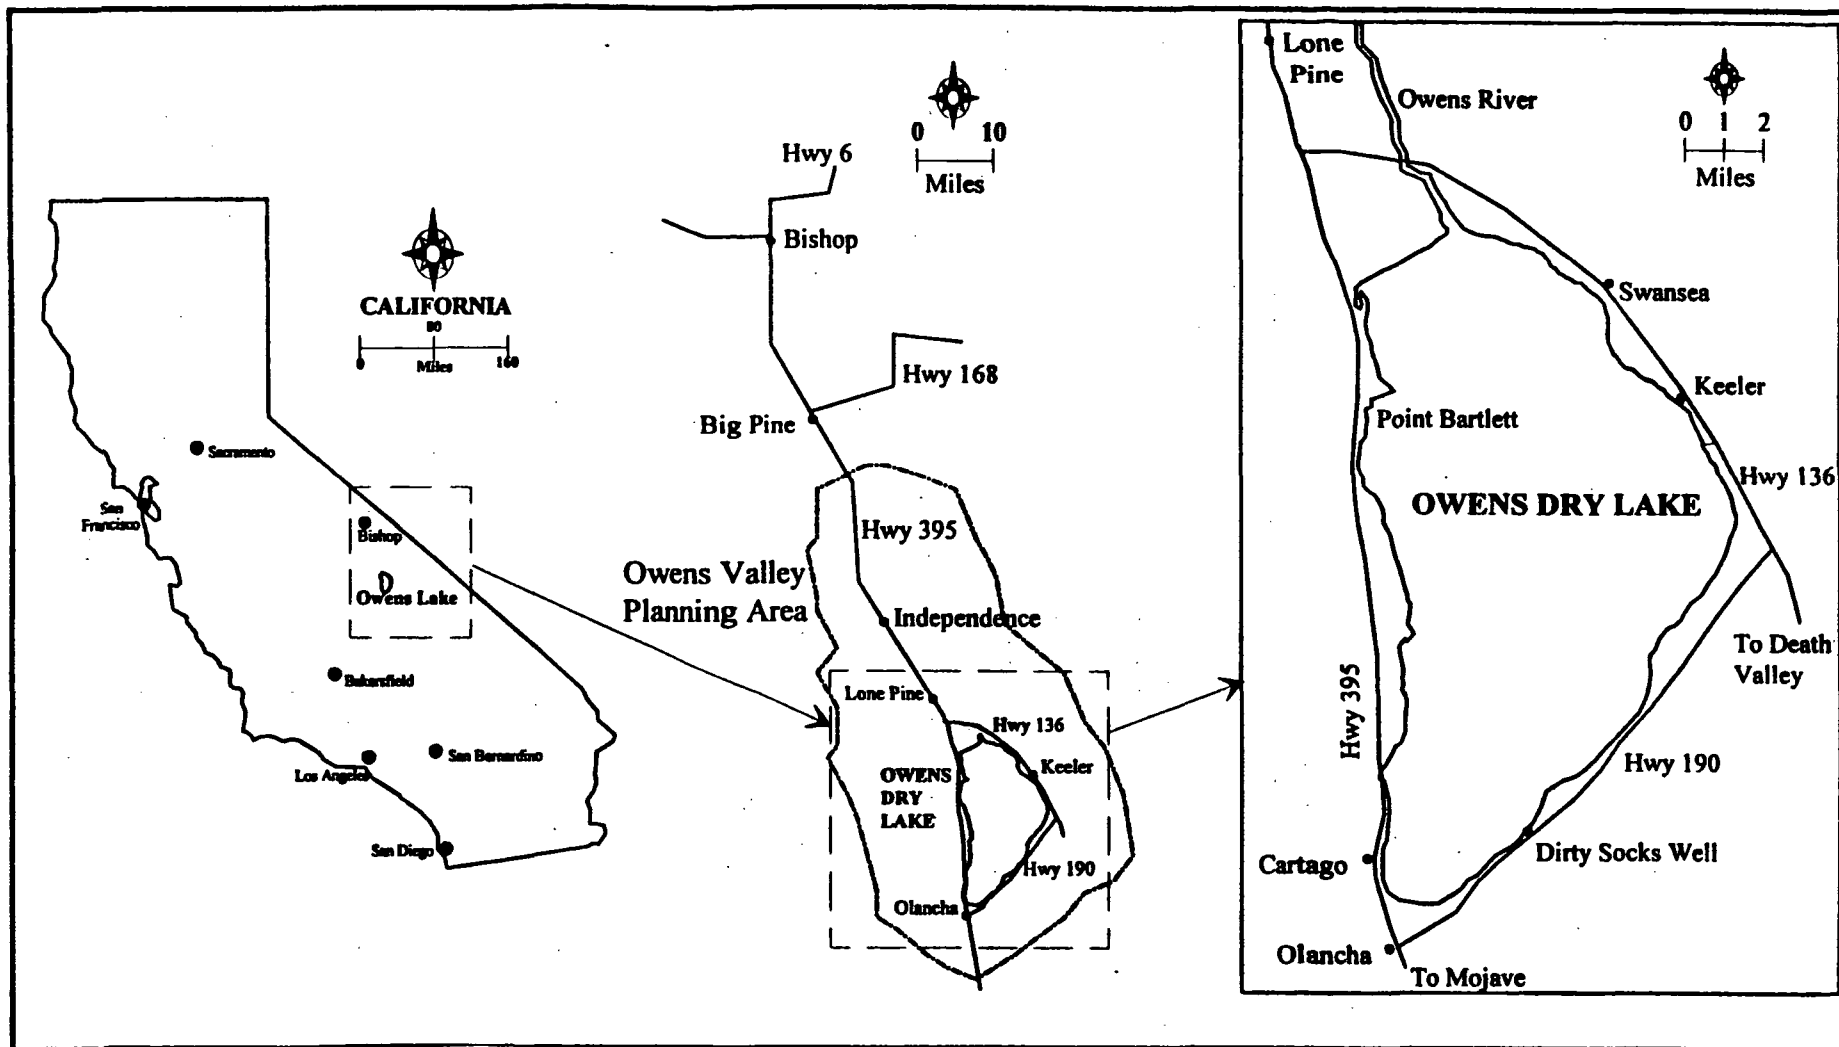 CALIFORNIA
80
0
Miles
160
Sacramento
San
Francisco
Bishop
Owens Lake
Bakersfield
Los Angeles
San Bernardino
San Diego
0
10
Miles
Hwy 6
Bishop
Hwy 168
Big Pine
Hwy 395
Owens Valley
Planning Area
Independence
Lone Pine
Hwy 136
Keeler
OWENS
DRY
LAKE
Hwy 190
Olancha
Lone
Pine
Owens River
0 1 2
Miles
Swansea
Keeler
Point Bartlett
Hwy 136
OWENS DRY LAKE
To Death
Valley
Hwy 395
Hwy 190
Dirty Socks Well
Cartago
Olancha
To Mojave